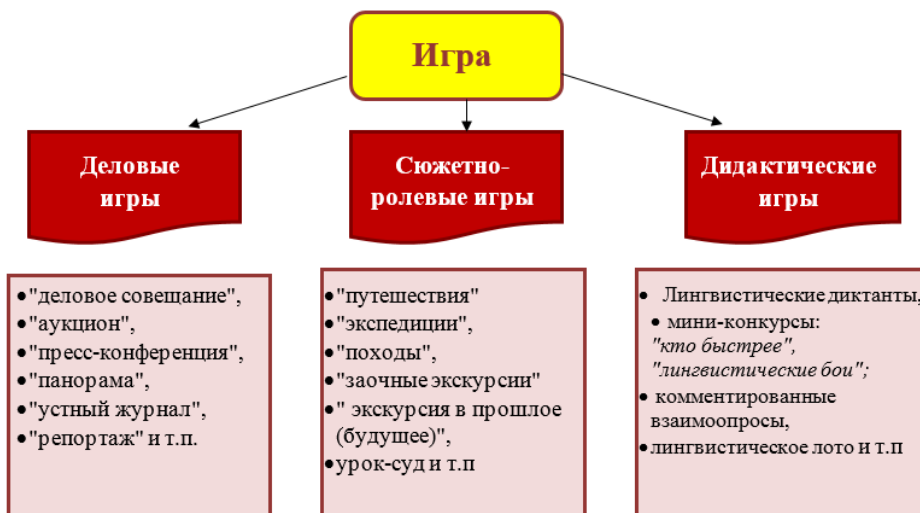 Игра
Деловые
игры
Сюжетно-
ролевые игры
Дидактические
игры
•"деловое совещание",
•"аукцион",
•"пресс-конференция",
•"панорама",
•"устный журнал",
•"репортаж" и т.п.
•"путешествия"
•"экспедиции",
•"походы",
•"заочные экскурсии"
•" экскурсия в прошлое
(будущее)",
•урок-суд и т.п
• Лингвистические диктанты,
• мини-конкурсы:
"кто быстрее",
"лингвистические бои";
• комментированные
взаимоопросы,
•лингвистическое лото и т.п